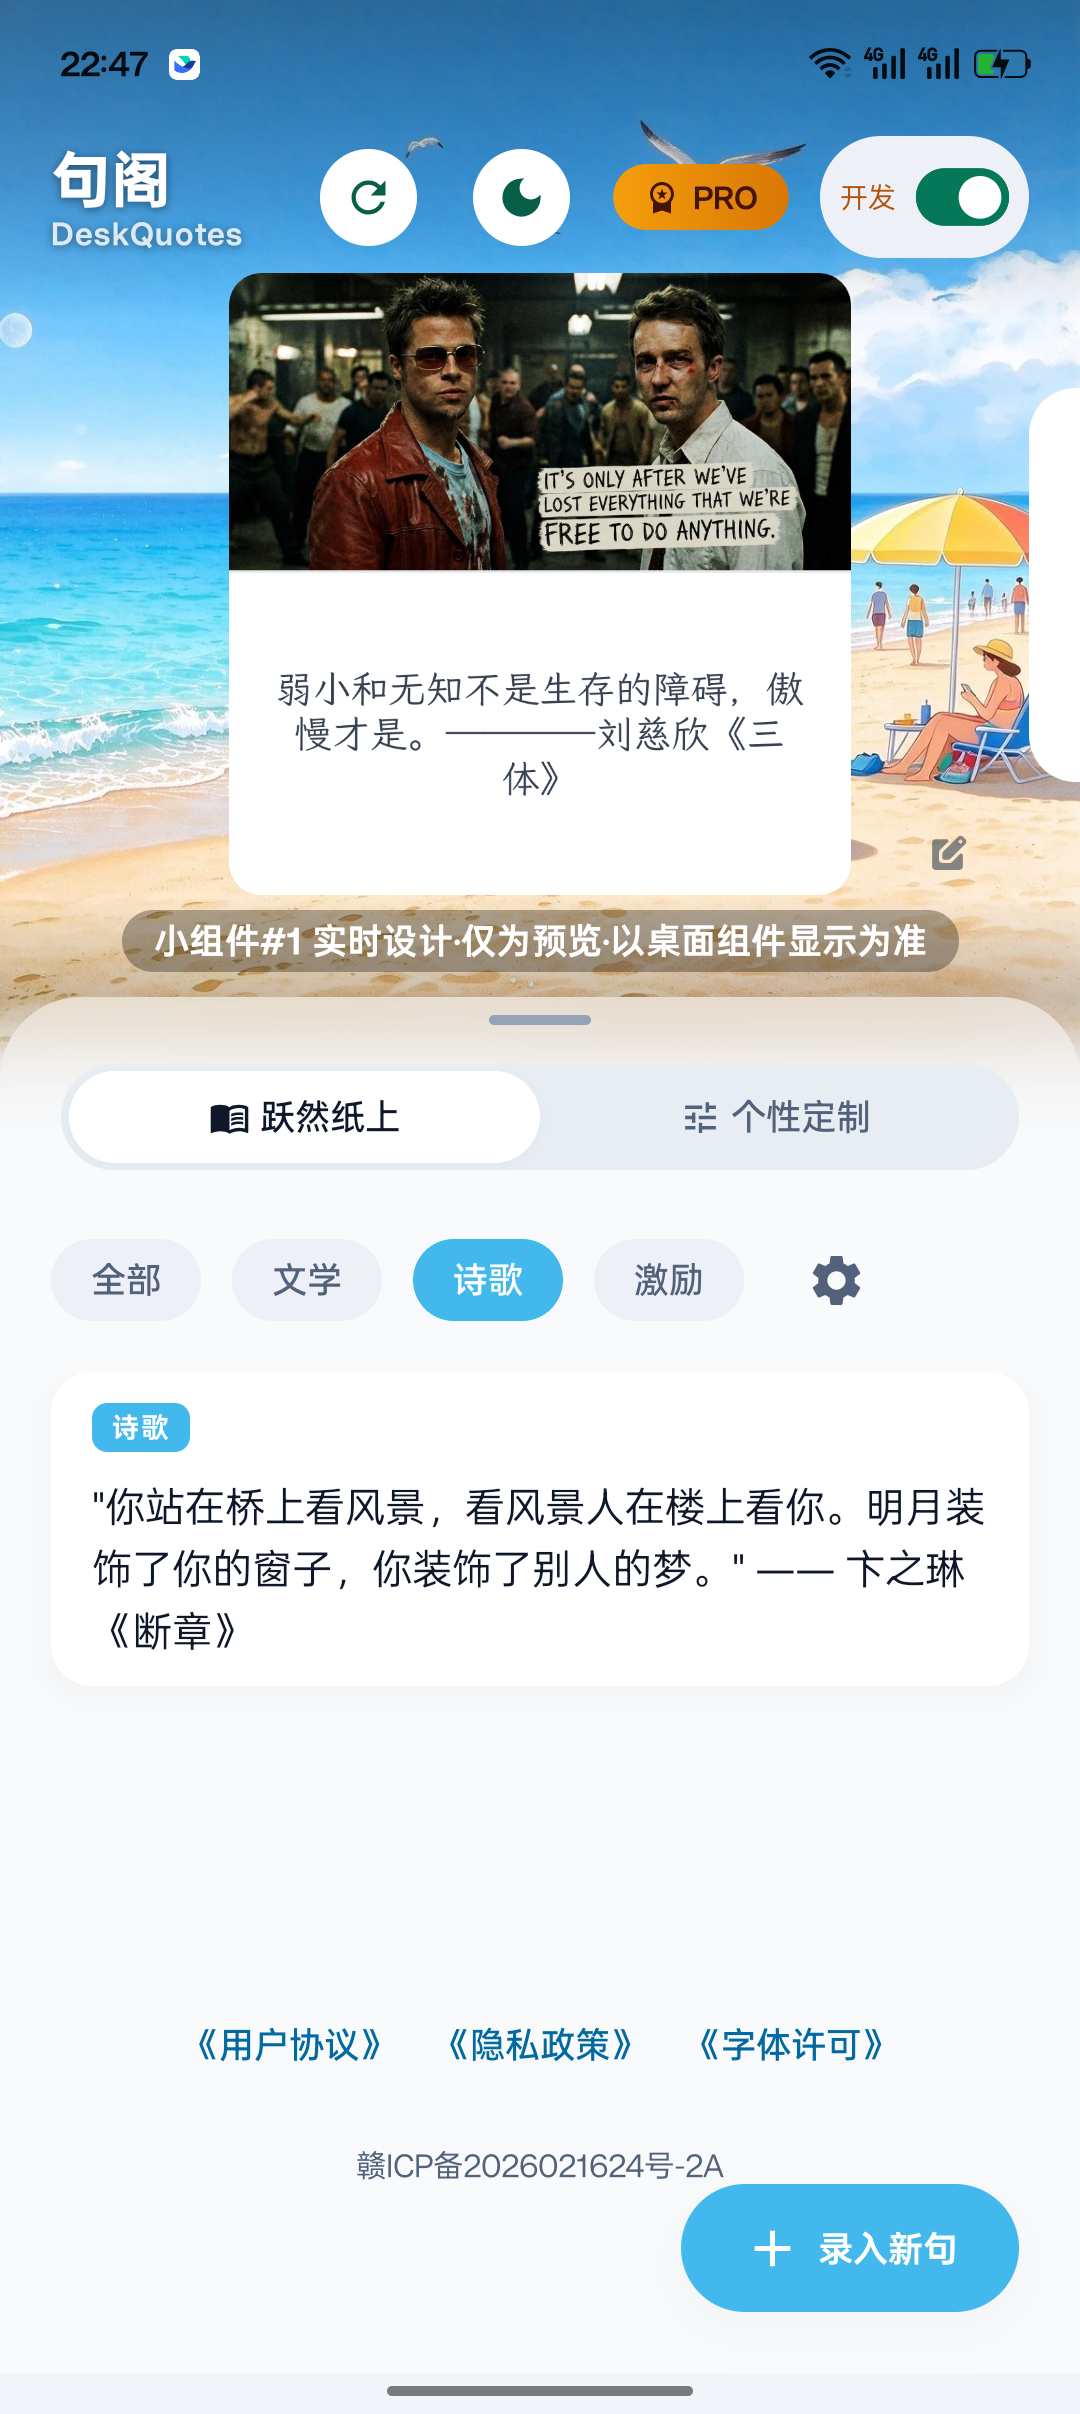 22:47
4G
4G
句阁
DeskQuotes
PRO
开发
IT'S ONLY AFTER WE'VE
LOST EVERYTHING THAT WE'RE
FREE TO DO ANYTHING.
弱小和无知不是生存的障碍，傲
慢才是。————刘慈欣《三
体》
小组件#1 实时设计·仅为预览·以桌面组件显示为准
跃然纸上
个性定制
全部
文学
诗歌
激励
诗歌
"你站在桥上看风景，看风景人在楼上看你。明月装
饰了你的窗子，你装饰了别人的梦。" —— 卞之琳
《断章》
《用户协议》
《隐私政策》
《字体许可》
赣ICP备2026021624号-2A
录入新句